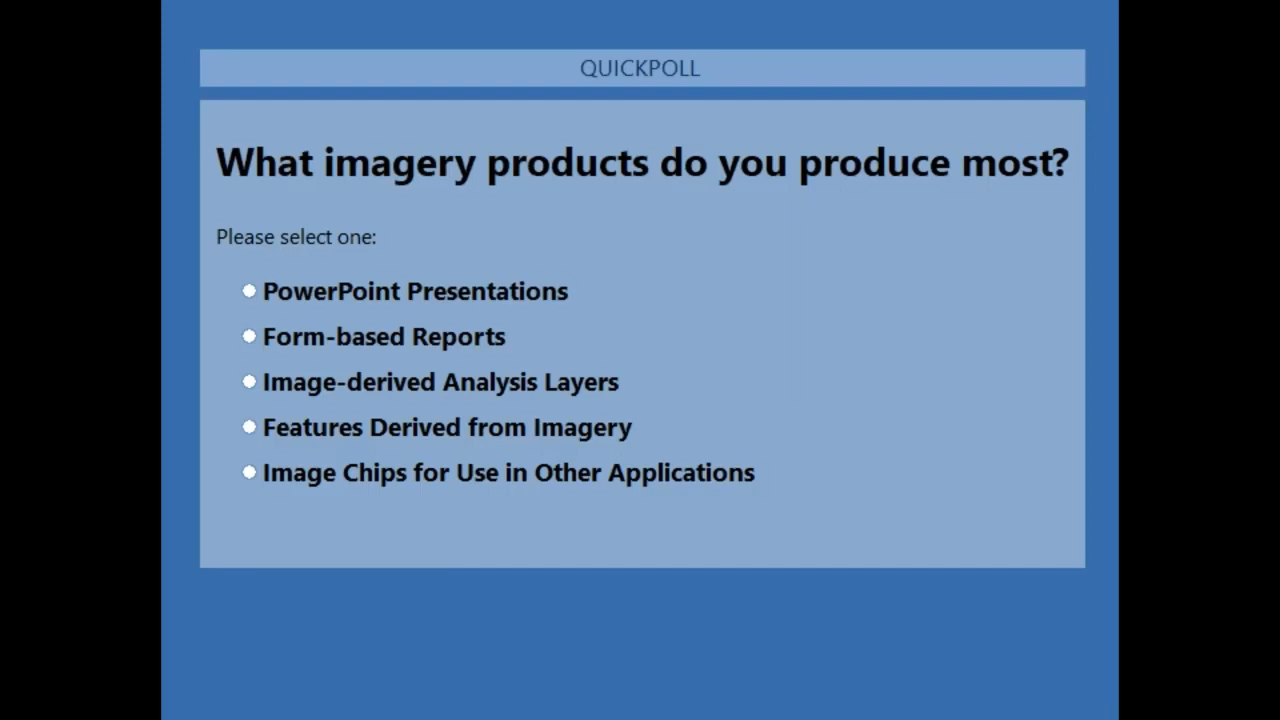 QUICKPOLL
What imagery products do you produce most?
Please select one:
PowerPoint Presentations
Form-based Reports
Image-derived Analysis Layers
Features Derived from Imagery
Image Chips for Use in Other Applications